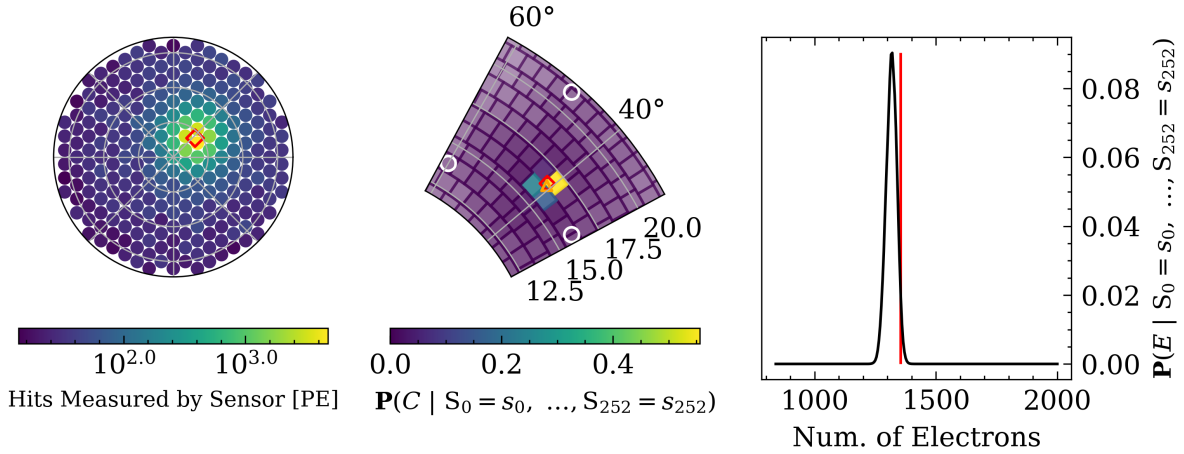 10^2.0 10^3.0
Hits Measured by Sensor [PE]
60°
40°
20.0
17.5
15.0
12.5
0.0 0.2 0.4
P(C | S_0 = s_0, ..., S_252 = s_252)
0.08
0.06
0.04
0.02
0.00
P(E | S_0 = s_0, ..., S_252 = s_252)
1000 1500 2000
Num. of Electrons